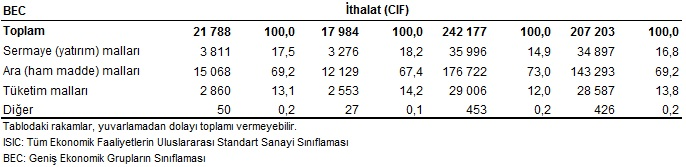 BEC İthalat (CIF)
Toplam 21 788 100,0 17 984 100,0 242 177 100,0 207 203 100,0
Sermaye (yatırım) malları 3 811 17,5 3 276 18,2 35 996 14,9 34 897 16,8
Ara (ham madde) malları 15 068 69,2 12 129 67,4 176 722 73,0 143 293 69,2
Tüketim malları 2 860 13,1 2 553 14,2 29 006 12,0 28 587 13,8
Diğer 50 0,2 27 0,1 453 0,2 426 0,2
Tablodaki rakamlar, yuvarlamadan dolayı toplamı vermeyebilir.
ISIC: Tüm Ekonomik Faaliyetlerin Uluslararası Standart Sanayi Sınıflaması
BEC: Geniş Ekonomik Grupların Sınıflaması